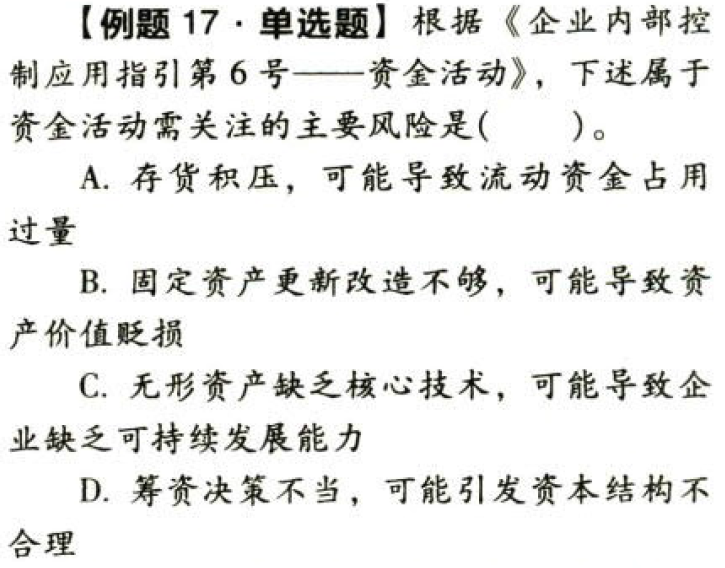 【例题 17·单选题】根据《企业内部控
制应用指引第 6 号——资金活动》，下述属于
资金活动需关注的主要风险是(　　)。
A. 存货积压，可能导致流动资金占用
过量
B. 固定资产更新改造不够，可能导致资
产价值贬损
C. 无形资产缺乏核心技术，可能导致企
业缺乏可持续发展能力
D. 筹资决策不当，可能引发资本结构不
合理